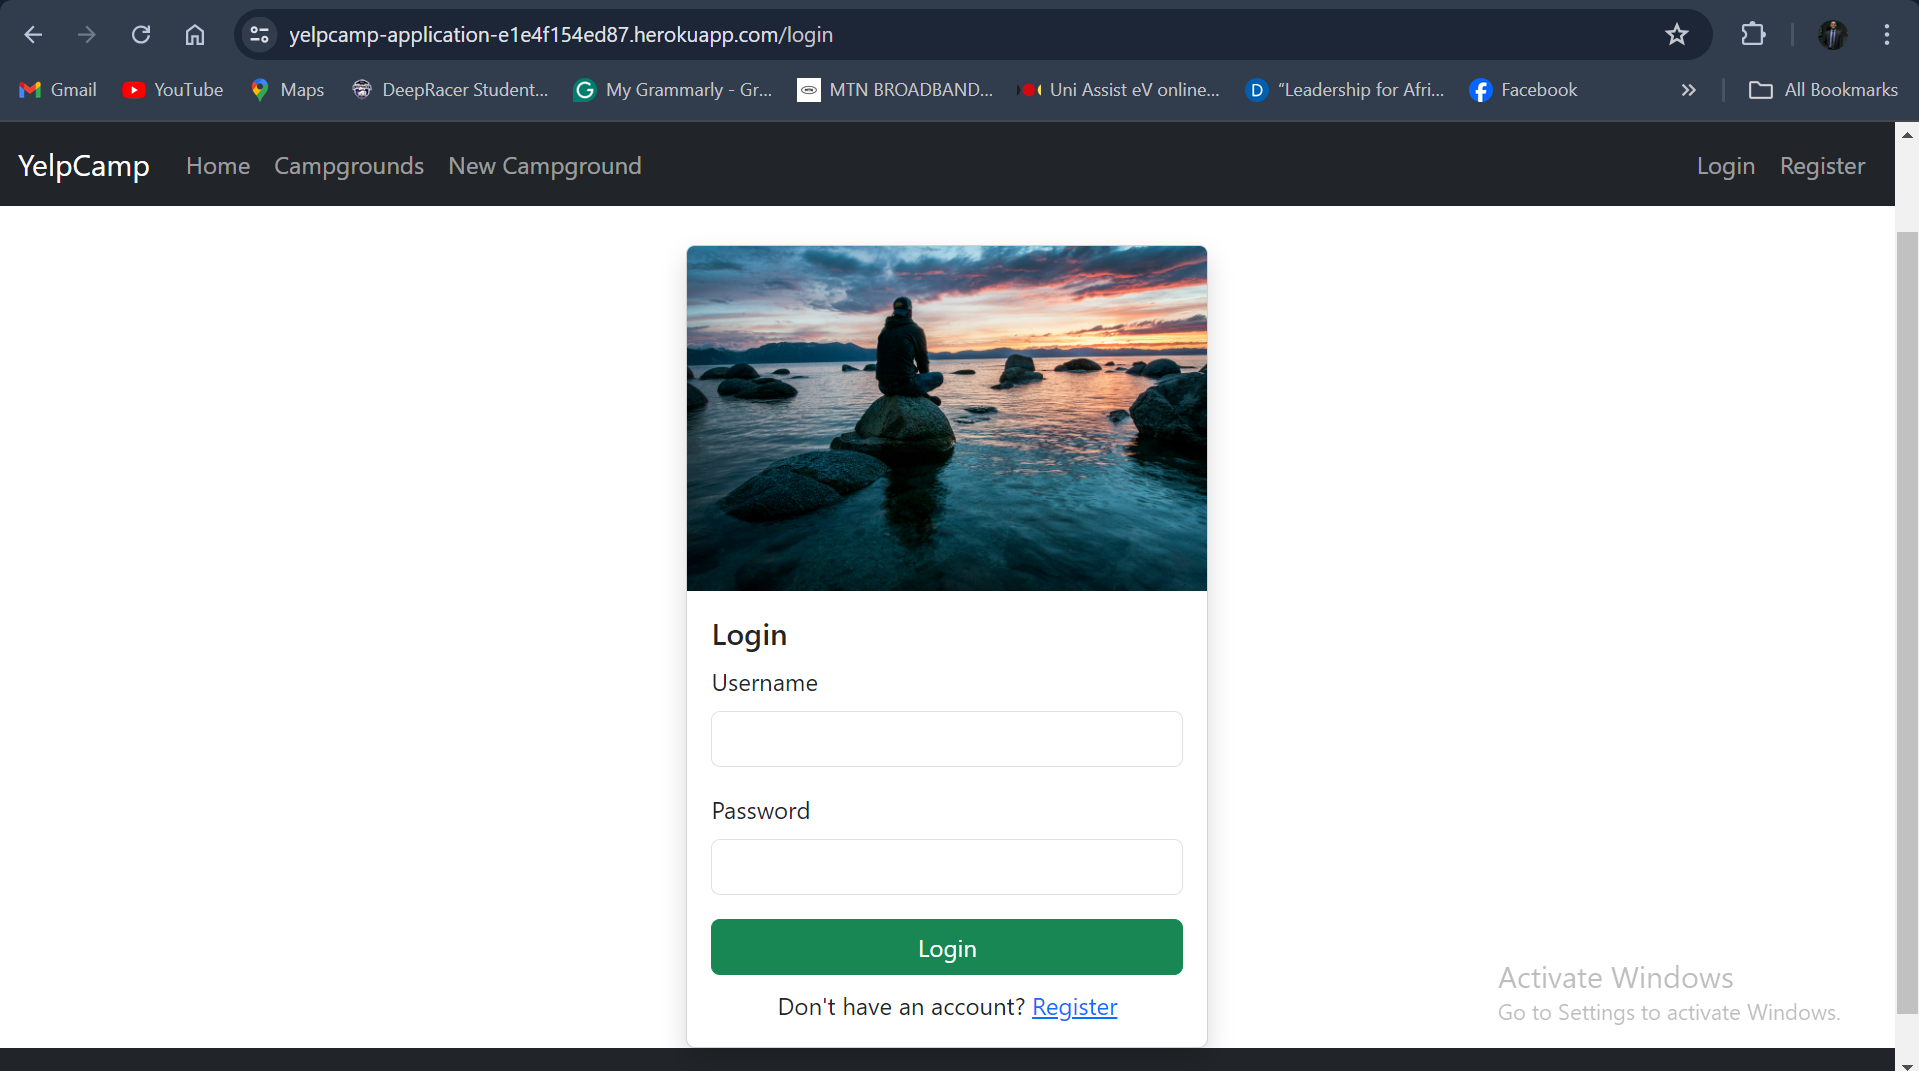 yelpcamp-application-e1e4f154ed87.herokuapp.com/login
Gmail YouTube Maps DeepRacer Student... My Grammarly - Gr... MTN BROADBAND... Uni Assist eV online... “Leadership for Afri... Facebook » All Bookmarks
YelpCamp Home Campgrounds New Campground Login Register
Login
Username
Password
Login
Don't have an account? Register
Activate Windows
Go to Settings to activate Windows.